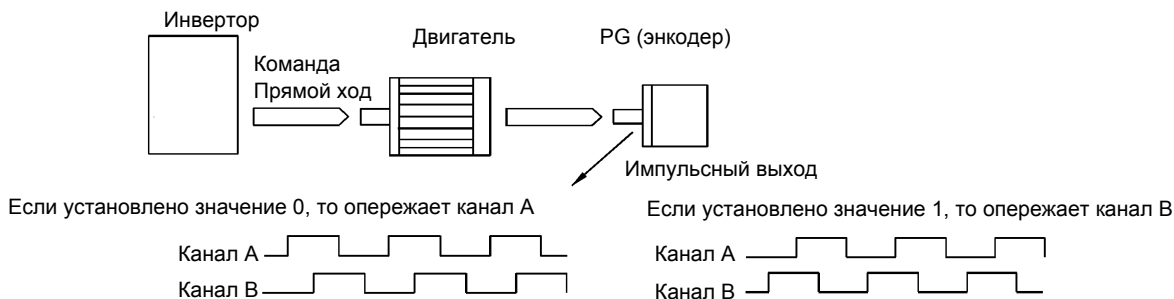 Инвертор
Двигатель
PG (энкодер)
Команда
Прямой ход
Импульсный выход
Если установлено значение 0, то опережает канал А
Канал А
Канал В
Если установлено значение 1, то опережает канал В
Канал А
Канал В